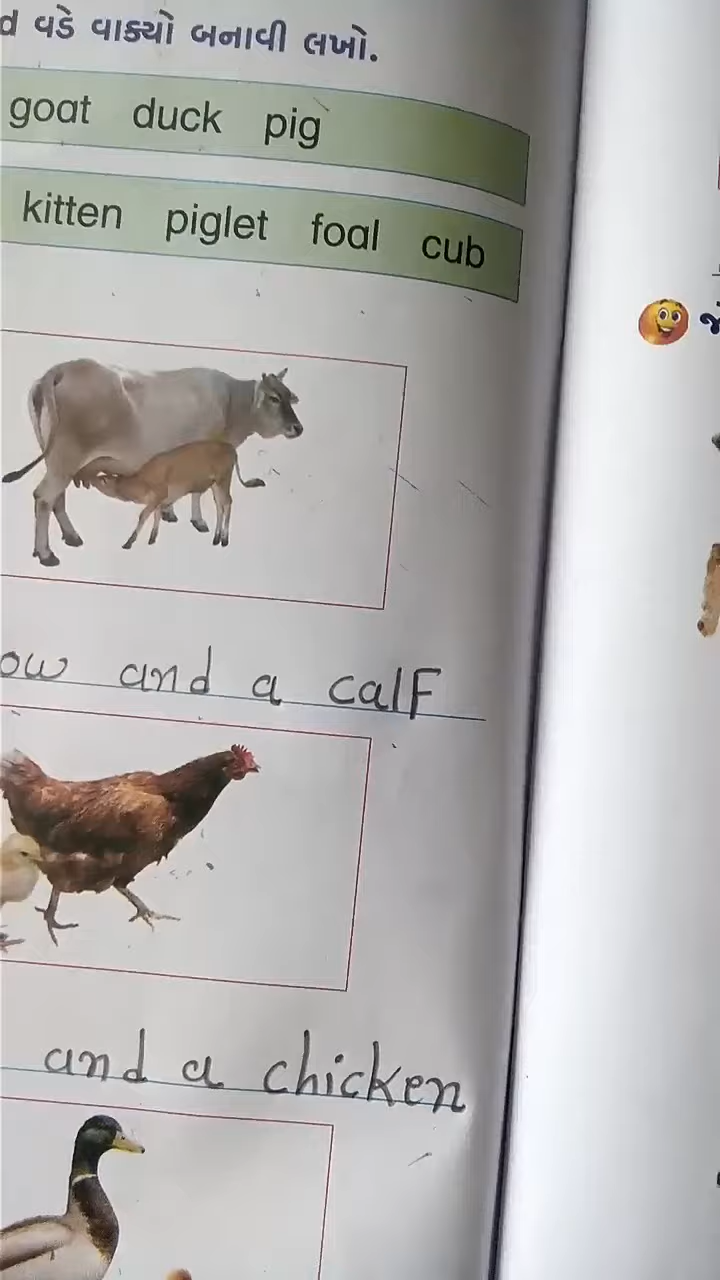 d વડે વાક્યો બનાવી લખો.
goat duck pig
kitten piglet foal cub
ow and a calF
and a chicken